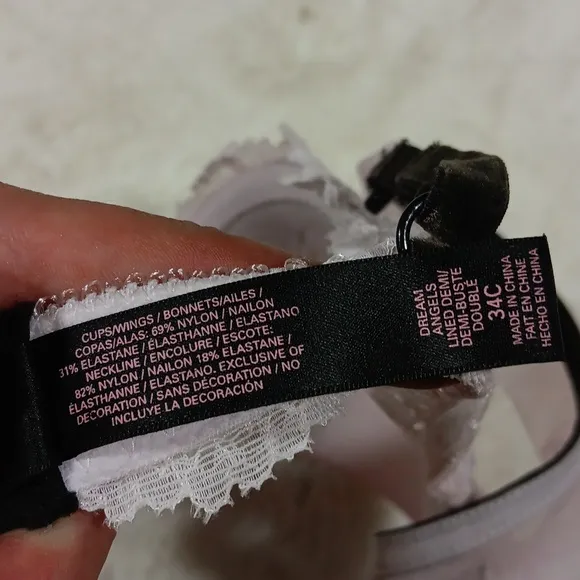 CUPS/WINGS / BONNETS/AILES /
COPAS/ALAS: 69% NYLON / NAILON
31% ELASTANE / ÉLASTHANNE / ELASTANO
NECKLINE / ENCOLURE / ESCOTE:
82% NYLON / NAILON 18% ELASTANE /
ÉLASTHANNE / ELASTANO. EXCLUSIVE OF
DECORATION / SANS DÉCORATION / NO
INCLUYE LA DECORACIÓN
DREAM
ANGELS
LINED DEMI/
DEMI-BUSTE
DOUBLÉ
34C
MADE IN CHINA
FAIT EN CHINE
HECHO EN CHINA